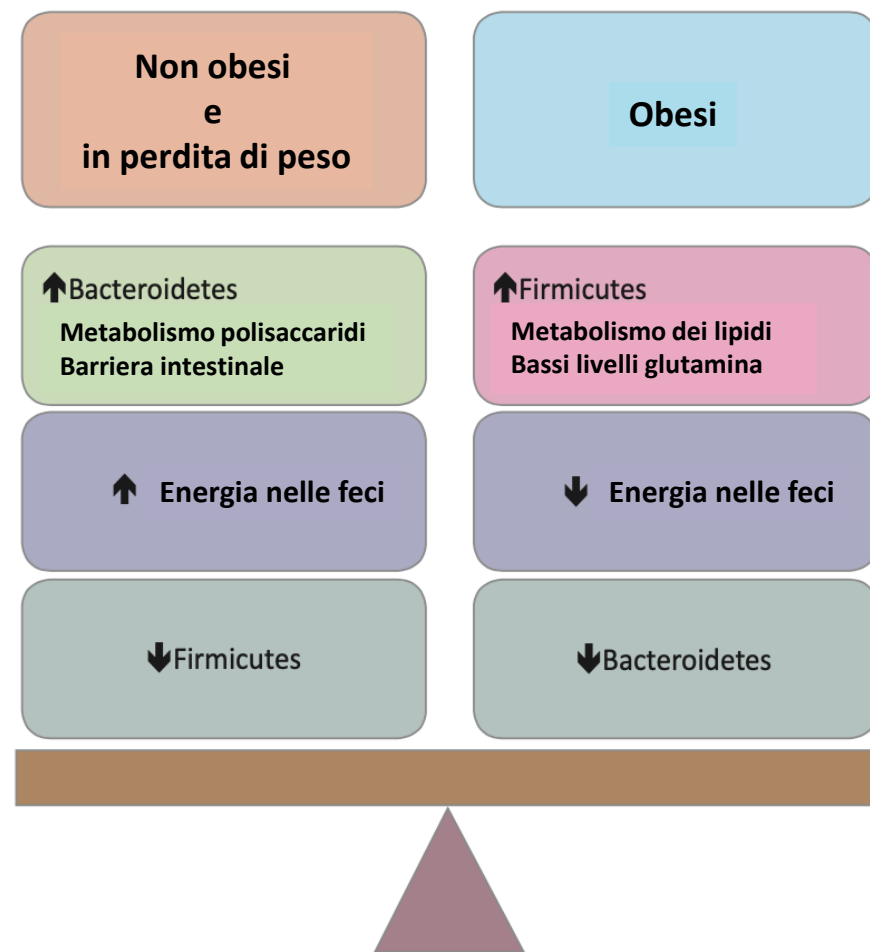 Non obesi
e
in perdita di peso
Obesi
↑Bacteroidetes
Metabolismo polisaccaridi
Barriera intestinale
↑Firmicutes
Metabolismo dei lipidi
Bassi livelli glutamina
↑ Energia nelle feci
↓ Energia nelle feci
↓Firmicutes
↓Bacteroidetes